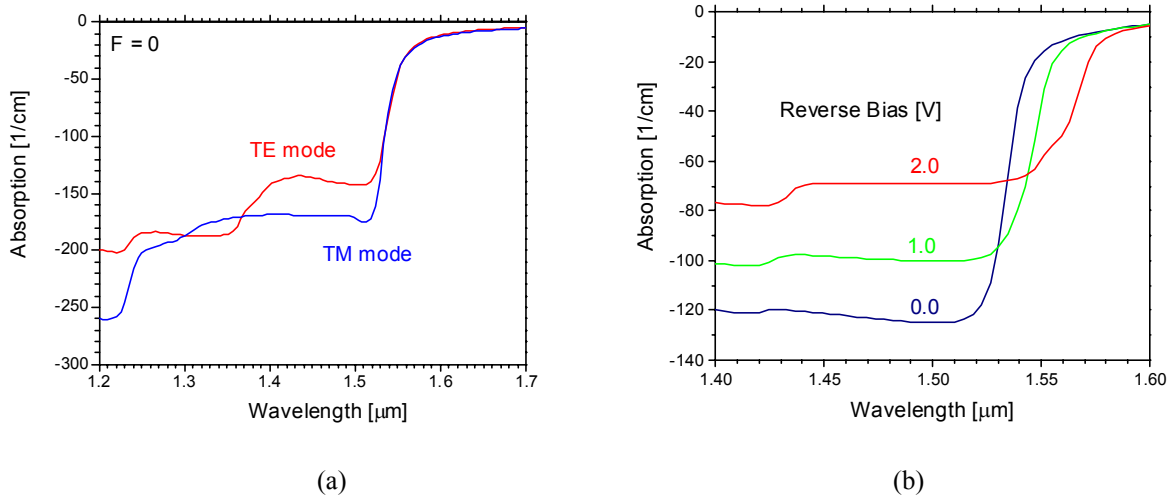 F = 0
TE mode
TM mode
Absorption [1/cm]
0
-50
-100
-150
-200
-250
-300
1.2
1.3
1.4
1.5
1.6
1.7
Wavelength [μm]
(a)
Reverse Bias [V]
2.0
1.0
0.0
Absorption [1/cm]
0
-20
-40
-60
-80
-100
-120
-140
1.40
1.45
1.50
1.55
1.60
Wavelength [μm]
(b)